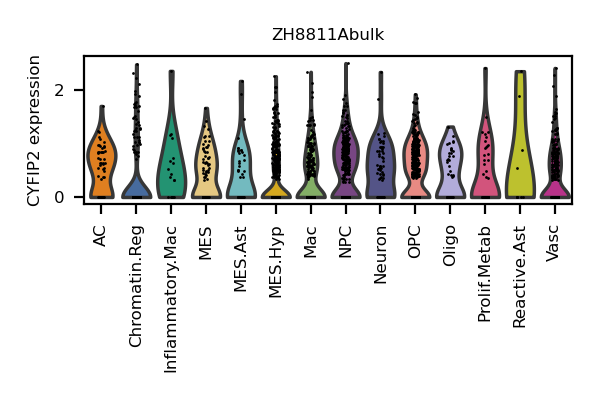 ZH8811Abulk
CYFIP2 expression
2
0
AC
Chromatin.Reg
Inflammatory.Mac
MES
MES.Ast
MES.Hyp
Mac
NPC
Neuron
OPC
Oligo
Prolif.Metab
Reactive.Ast
Vasc